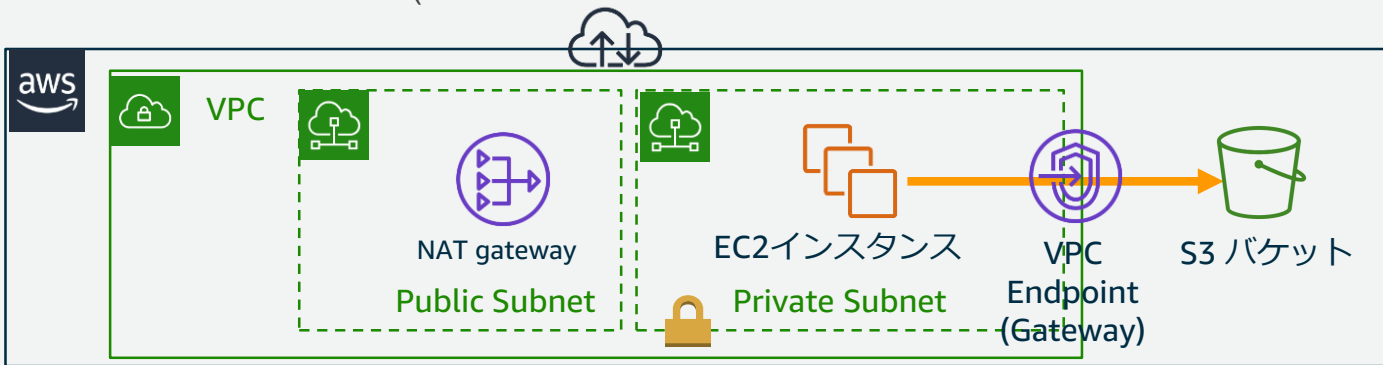 aws
VPC
NAT gateway
Public Subnet
EC2インスタンス
Private Subnet
VPC
Endpoint
(Gateway)
S3 バケット